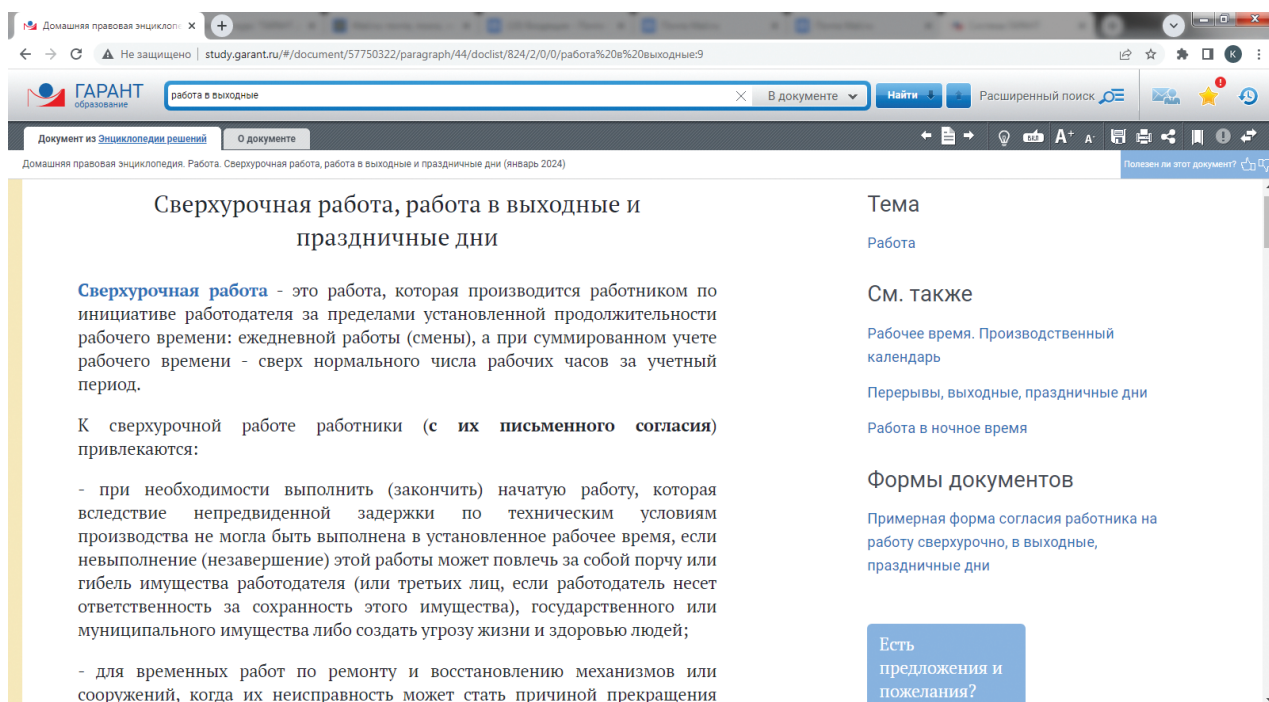 Домашняя правовая энциклоп
Не защищено | study.garant.ru/#/document/57750322/paragraph/44/doclist/824/2/0/0/работа%20в%20выходные:9
К
ГАРАНТ
образование
работа в выходные
В документе
Найти
Расширенный поиск
Документ из Энциклопедии решений
О документе
A+ A-
Домашняя правовая энциклопедия. Работа. Сверхурочная работа, работа в выходные и праздничные дни (январь 2024)
Полезен ли этот документ?
Сверхурочная работа, работа в выходные и
праздничные дни
Сверхурочная работа - это работа, которая производится работником по
инициативе работодателя за пределами установленной продолжительности
рабочего времени: ежедневной работы (смены), а при суммированном учете
рабочего времени - сверх нормального числа рабочих часов за учетный
период.
К сверхурочной работе работники (с их письменного согласия)
привлекаются:
- при необходимости выполнить (закончить) начатую работу, которая
вследствие непредвиденной задержки по техническим условиям
производства не могла быть выполнена в установленное рабочее время, если
невыполнение (незавершение) этой работы может повлечь за собой порчу или
гибель имущества работодателя (или третьих лиц, если работодатель несет
ответственность за сохранность этого имущества), государственного или
муниципального имущества либо создать угрозу жизни и здоровью людей;
- для временных работ по ремонту и восстановлению механизмов или
сооружений, когда их неисправность может стать причиной прекращения
Тема
Работа
См. также
Рабочее время. Производственный
календарь
Перерывы, выходные, праздничные дни
Работа в ночное время
Формы документов
Примерная форма согласия работника на
работу сверхурочно, в выходные,
праздничные дни
Есть
предложения и
пожелания?